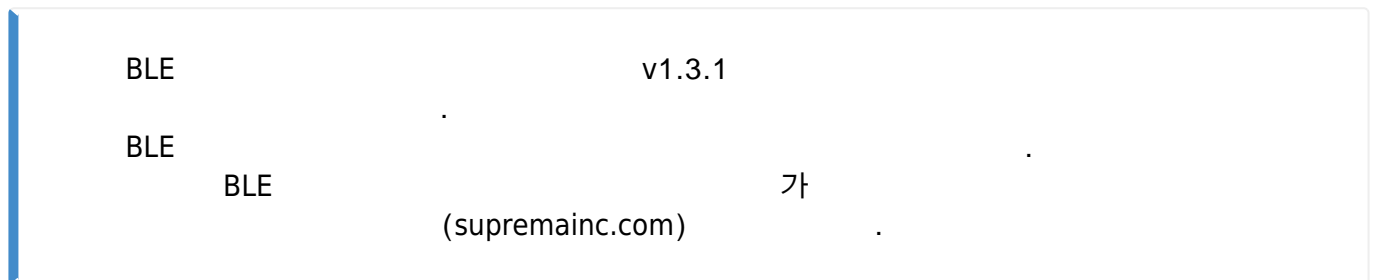 BLE v1.3.1
.
BLE .
BLE 가
(supremainc.com) .